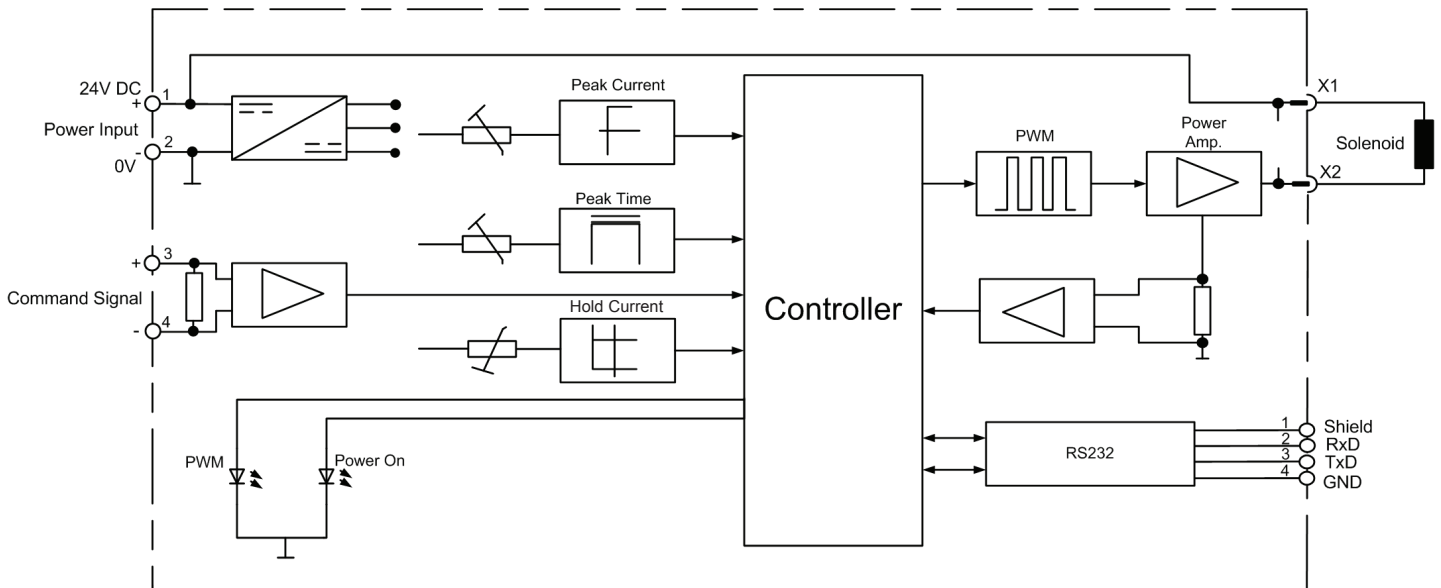 24V DC
+
1
Power Input
-
2
0V
Peak Current
Peak Time
+
3
Command Signal
-
4
Hold Current
Controller
PWM
Power
Amp.
X1
Solenoid
X2
PWM
Power On
RS232
1
Shield
2
RxD
3
TxD
4
GND